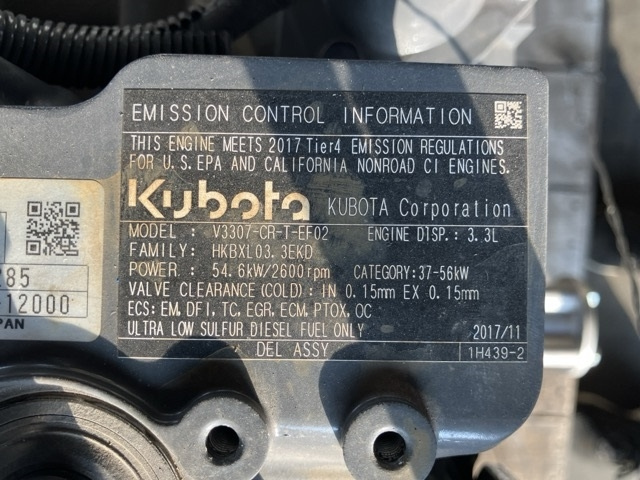 EMISSION CONTROL INFORMATION
THIS ENGINE MEETS 2017 Tier4 EMISSION REGULATIONS
FOR U.S. EPA AND CALIFORNIA NONROAD CI ENGINES.
Kubota KUBOTA Corporation
MODEL : V3307-CR-T-EF02 ENGINE DISP.: 3.3L
FAMILY: HKBXL03.3EKD
POWER : 54.6kW/2600rpm CATEGORY:37-56kW
VALVE CLEARANCE (COLD) : IN 0.15mm EX 0.15mm
ECS: EM, DFI, TC, EGR, ECM, PTOX, OC
ULTRA LOW SULFUR DIESEL FUEL ONLY 2017/11
DEL ASSY 1H439-2
285
-12000
PAN